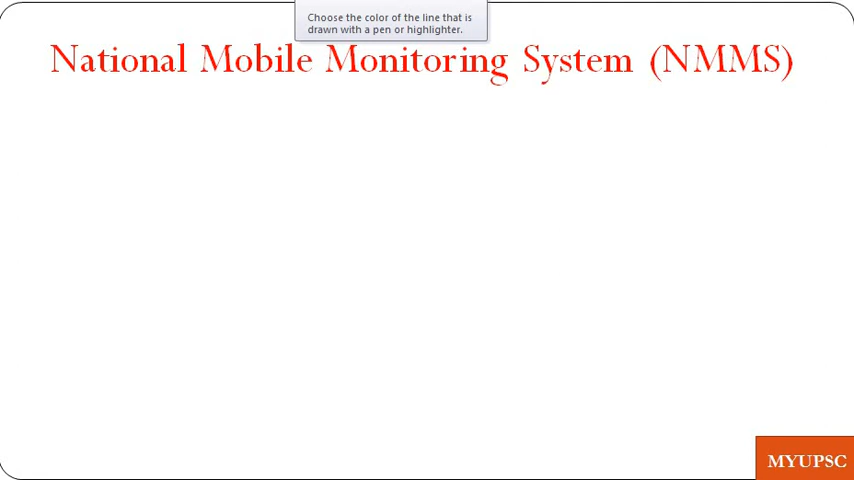 Choose the color of the line that is
drawn with a pen or highlighter.
National Mobile Monitoring System (NMMS)
MYUPSC